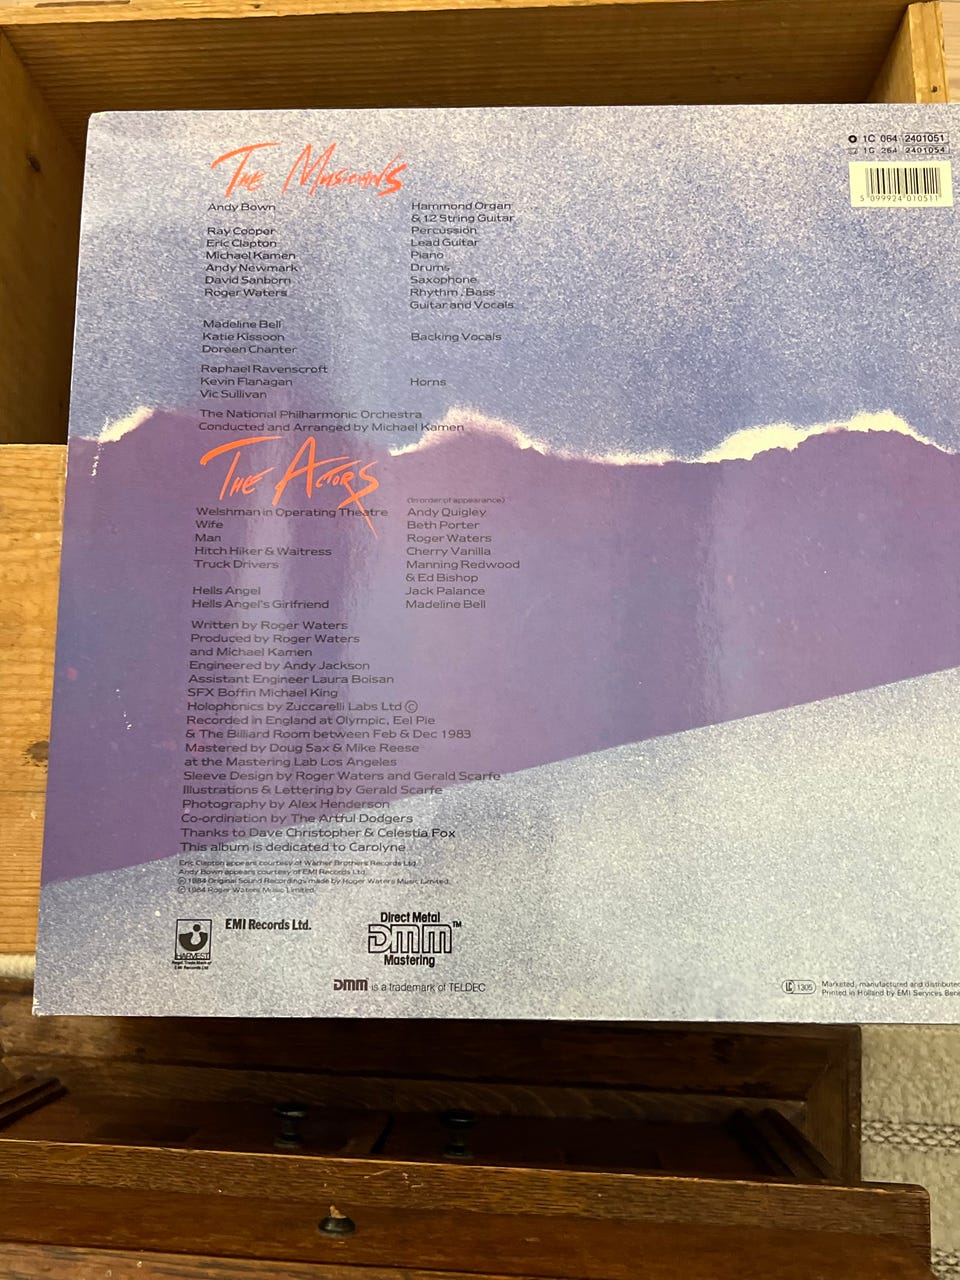 The Musicians
Andy Bown Hammond Organ
& 12 String Guitar
Ray Cooper Percussion
Eric Clapton Lead Guitar
Michael Kamen Piano
Andy Newmark Drums
David Sanborn Saxophone
Roger Waters Rhythm, Bass
Guitar and Vocals
Madeline Bell
Katie Kissoon Backing Vocals
Doreen Chanter
Raphael Ravenscroft
Kevin Flanagan Horns
Vic Sullivan
The National Philharmonic Orchestra
Conducted and Arranged by Michael Kamen
The Actors
(In order of appearance)
Welshman in Operating Theatre Andy Quigley
Wife Beth Porter
Man Roger Waters
Hitch Hiker & Waitress Cherry Vanilla
Truck Drivers Manning Redwood
& Ed Bishop
Hells Angel Jack Palance
Hells Angel's Girlfriend Madeline Bell
Written by Roger Waters
Produced by Roger Waters
and Michael Kamen
Engineered by Andy Jackson
Assistant Engineer Laura Boisan
SFX Boffin Michael King
Holophonics by Zuccarelli Labs Ltd ©
Recorded in England at Olympic, Eel Pie
& The Billiard Room between Feb & Dec 1983
Mastered by Doug Sax & Mike Reese
at the Mastering Lab Los Angeles
Sleeve Design by Roger Waters and Gerald Scarfe
Illustrations & Lettering by Gerald Scarfe
Photography by Alex Henderson
Co-ordination by The Artful Dodgers
Thanks to Dave Christopher & Celestia Fox
This album is dedicated to Carolyne
Eric Clapton appears courtesy of Warner Brothers Records Ltd.
Andy Bown appears courtesy of EMI Records Ltd.
℗ 1984 Original Sound Recordings made by Roger Waters Music Limited.
© 1984 Roger Waters Music Limited.
1C 064 2401051
1C 264 2401054
5 099924 010511
HARVEST
Regd Trade Mark of
EMI Records Ltd
EMI Records Ltd.
Direct Metal
DMM™
Mastering
DMM is a trademark of TELDEC
LC 1305
Marketed, manufactured and distributed
Printed in Holland by EMI Services